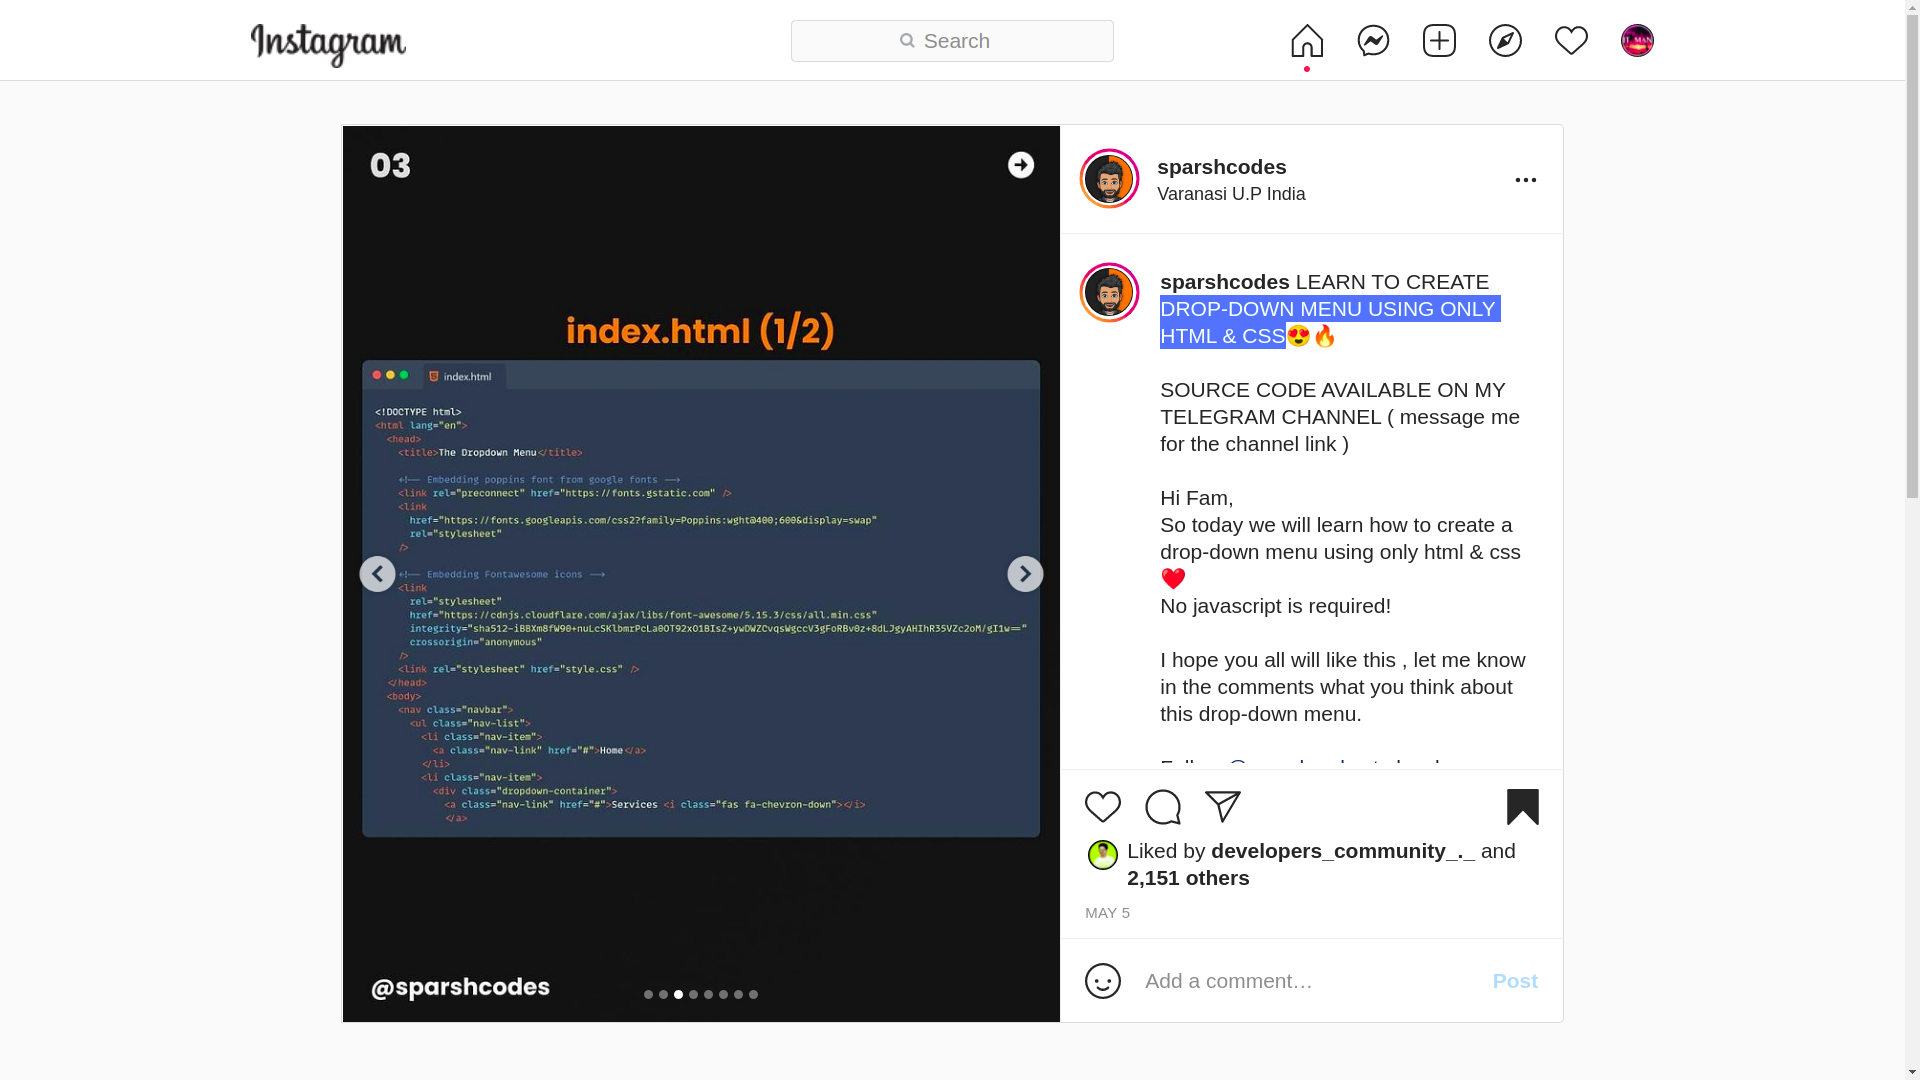 Instagram
Search
03
index.html (1/2)
index.html
<!DOCTYPE html>
<html lang="en">
<head>
<title>The Dropdown Menu</title>
<!-- Embedding poppins font from google fonts -->
<link rel="preconnect" href="https://fonts.gstatic.com" />
<link
href="https://fonts.googleapis.com/css2?family=Poppins:wght@400;600&display=swap"
rel="stylesheet"
/>
<!-- Embedding Fontawesome icons -->
<link
rel="stylesheet"
href="https://cdnjs.cloudflare.com/ajax/libs/font-awesome/5.15.3/css/all.min.css"
integrity="sha512-iBBXm8fW90+nuLcSKlbmrPcLa0OT92xO1BIsZ+ywDWZCvqsWgccV3gFoRBv0z+8dLJgyAHIhR35VZc2oM/gI1w=="
crossorigin="anonymous"
/>
<link rel="stylesheet" href="style.css" />
</head>
<body>
<nav class="navbar">
<ul class="nav-list">
<li class="nav-item">
<a class="nav-link" href="#">Home</a>
</li>
<li class="nav-item">
<div class="dropdown-container">
<a class="nav-link" href="#">Services <i class="fas fa-chevron-down"></i>
</a>
@sparshcodes
sparshcodes
Varanasi U.P India
sparshcodes LEARN TO CREATE
DROP-DOWN MENU USING ONLY
HTML & CSS😍🔥
SOURCE CODE AVAILABLE ON MY
TELEGRAM CHANNEL ( message me
for the channel link )
Hi Fam,
So today we will learn how to create a
drop-down menu using only html & css
❤️
No javascript is required!
I hope you all will like this , let me know
in the comments what you think about
this drop-down menu.
Liked by developers_community_._ and
2,151 others
MAY 5
Add a comment…
Post